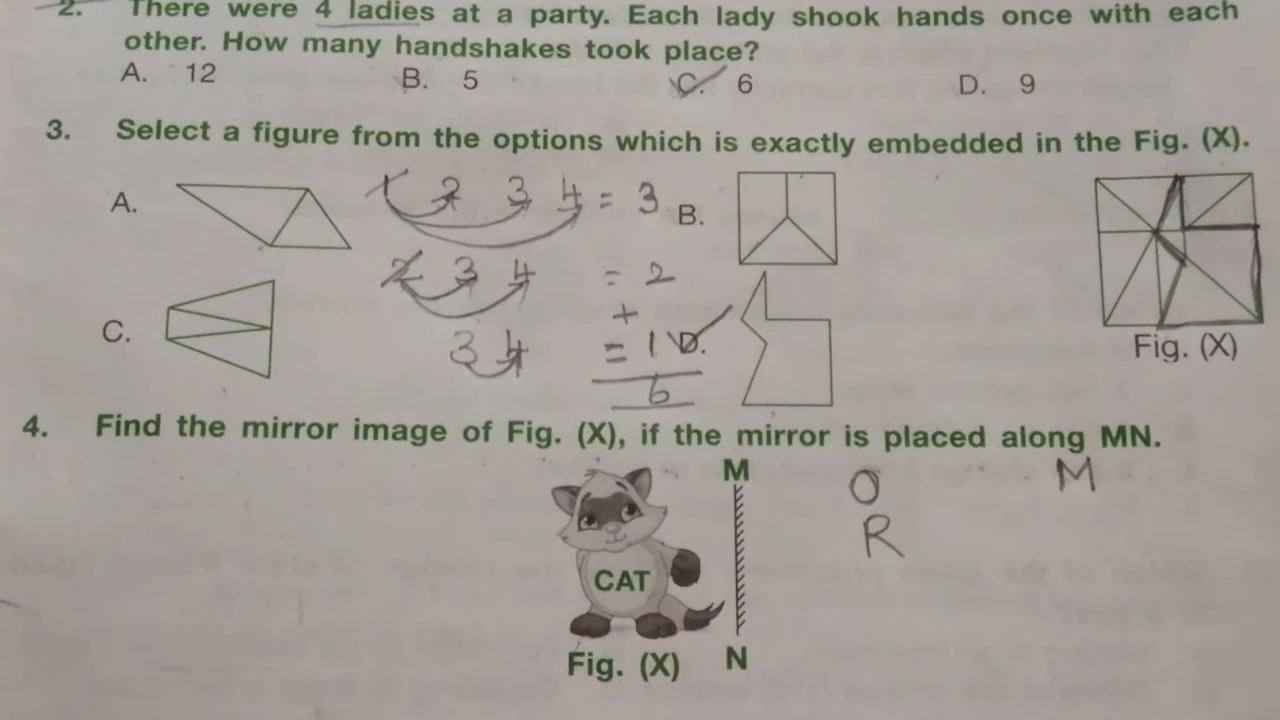 2. There were 4 ladies at a party. Each lady shook hands once with each
other. How many handshakes took place?
A. 12 B. 5 C. 6 D. 9
3. Select a figure from the options which is exactly embedded in the Fig. (X).
A. B.
1 2 3 4 = 3
2 3 4 = 2
+
3 4 = 1
6
C. D.
Fig. (X)
4. Find the mirror image of Fig. (X), if the mirror is placed along MN.
M
O M
R
CAT
Fig. (X) N